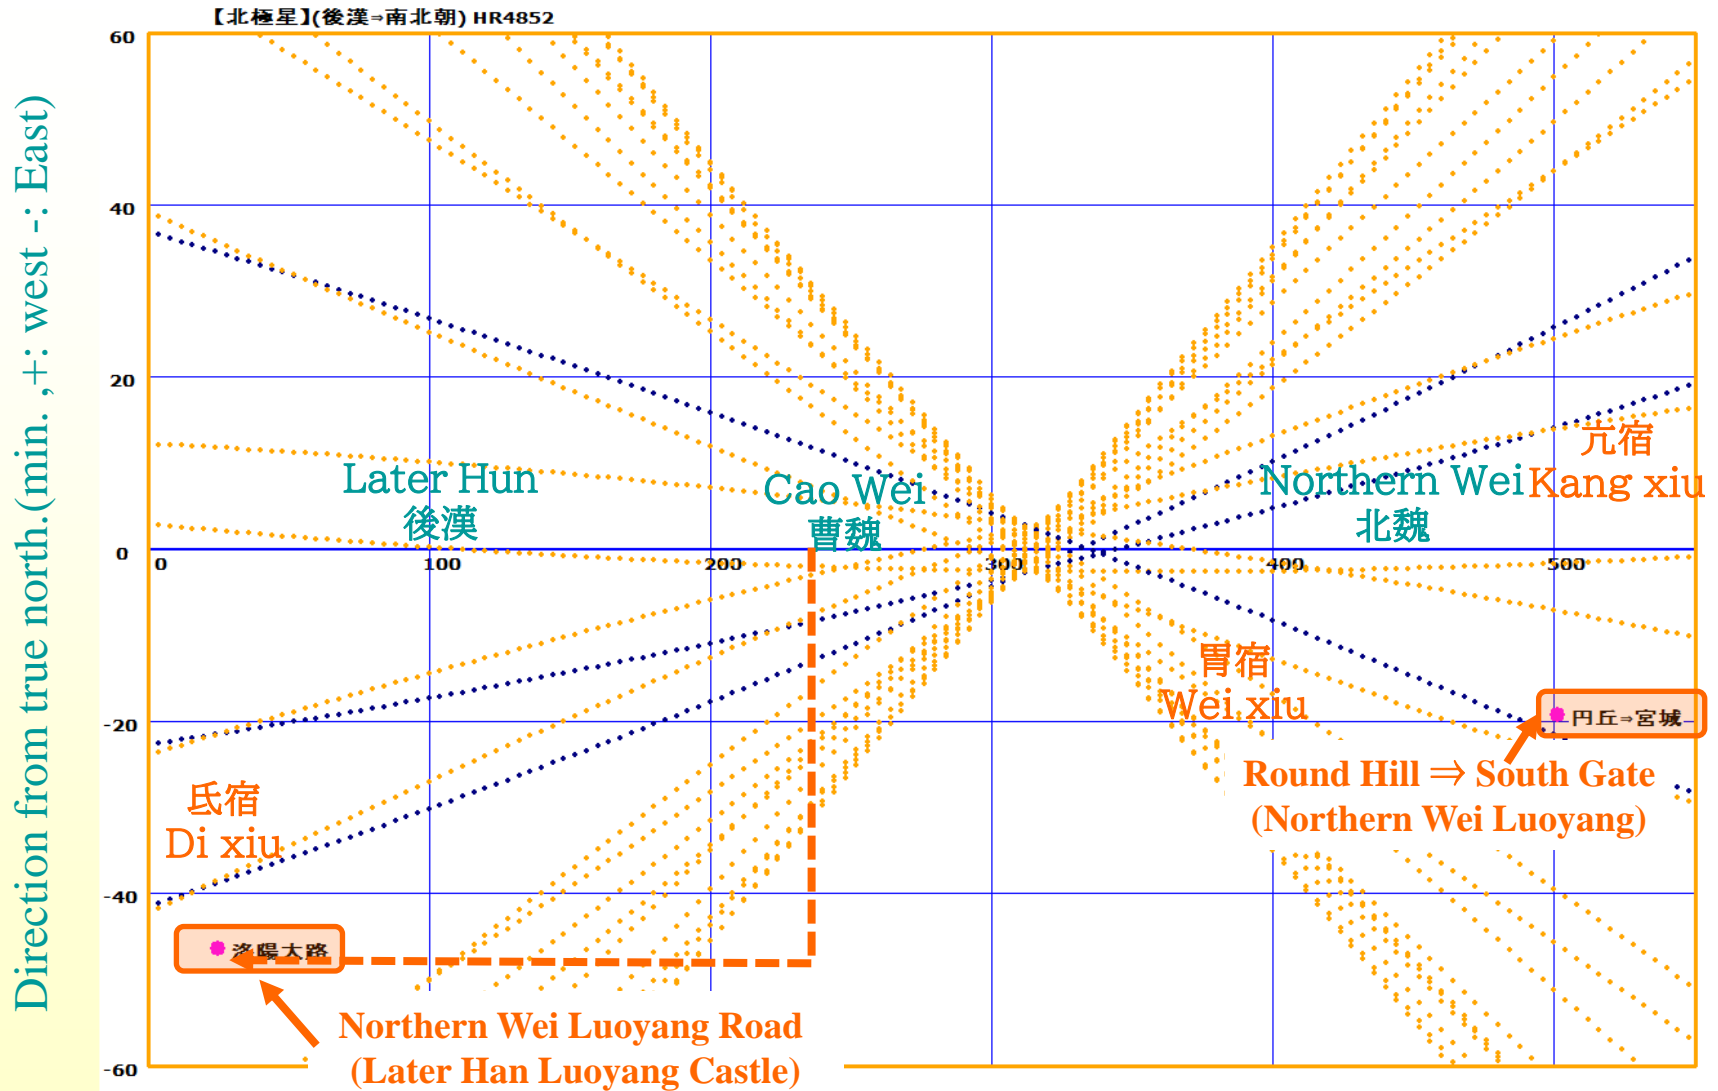 【北極星】(後漢⇒南北朝) HR4852
Direction from true north.(min. ,+: west -: East)
60
40
20
0
-20
-40
-60
0
100
200
300
400
500
Later Hun
後漢
Cao Wei
曹魏
Northern Wei
北魏
亢宿
Kang xiu
胃宿
Wei xiu
氐宿
Di xiu
円丘⇒宮城
Round Hill ⇒ South Gate
(Northern Wei Luoyang)
洛陽大路
Northern Wei Luoyang Road
(Later Han Luoyang Castle)